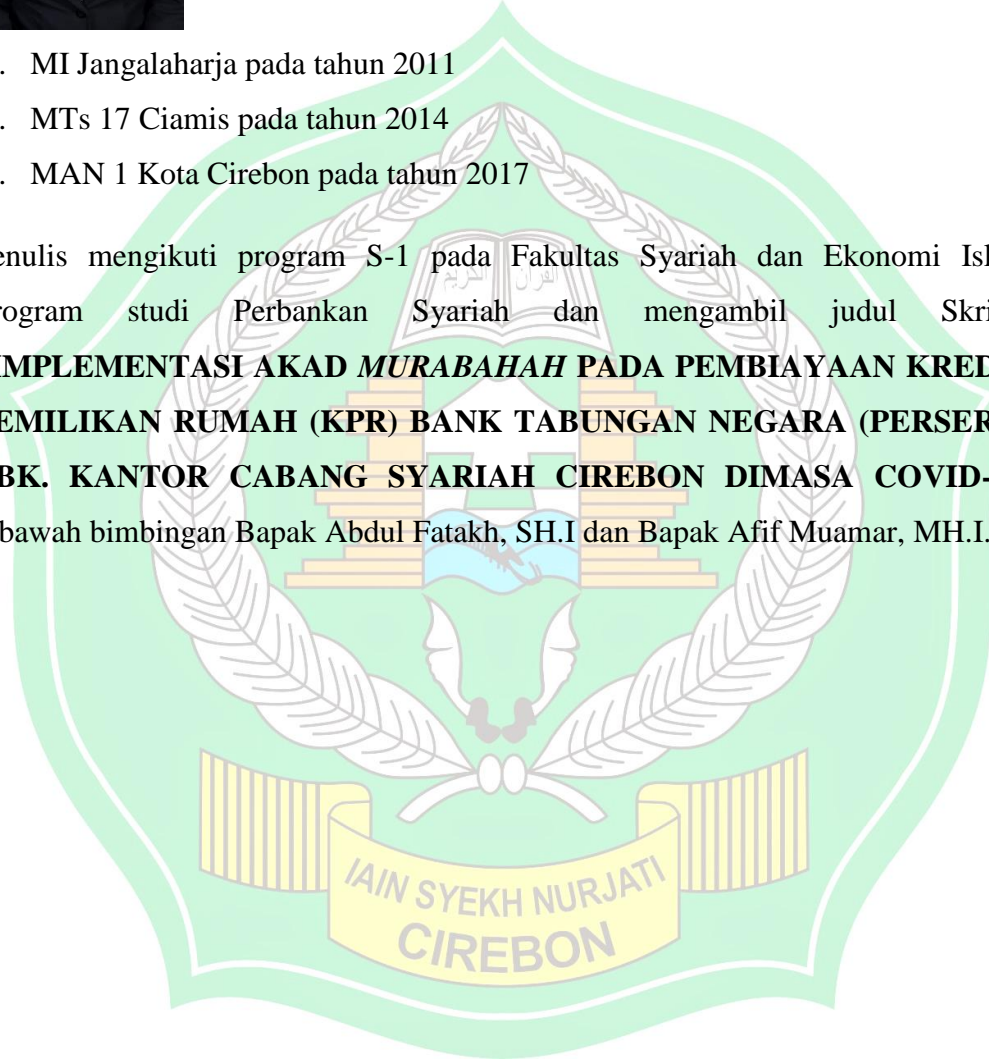 . MI Jangalaharja pada tahun 2011
. MTs 17 Ciamis pada tahun 2014
. MAN 1 Kota Cirebon pada tahun 2017
enulis mengikuti program S-1 pada Fakultas Syariah dan Ekonomi Isl
rogram studi Perbankan Syariah dan mengambil judul Skri
IMPLEMENTASI AKAD MURABAHAH PADA PEMBIAYAAN KRED
EMILIKAN RUMAH (KPR) BANK TABUNGAN NEGARA (PERSER
BK. KANTOR CABANG SYARIAH CIREBON DIMASA COVID-
bawah bimbingan Bapak Abdul Fatakh, SH.I dan Bapak Afif Muamar, MH.I.
القرآن الكريم
IAIN SYEKH NURJATI
CIREBON